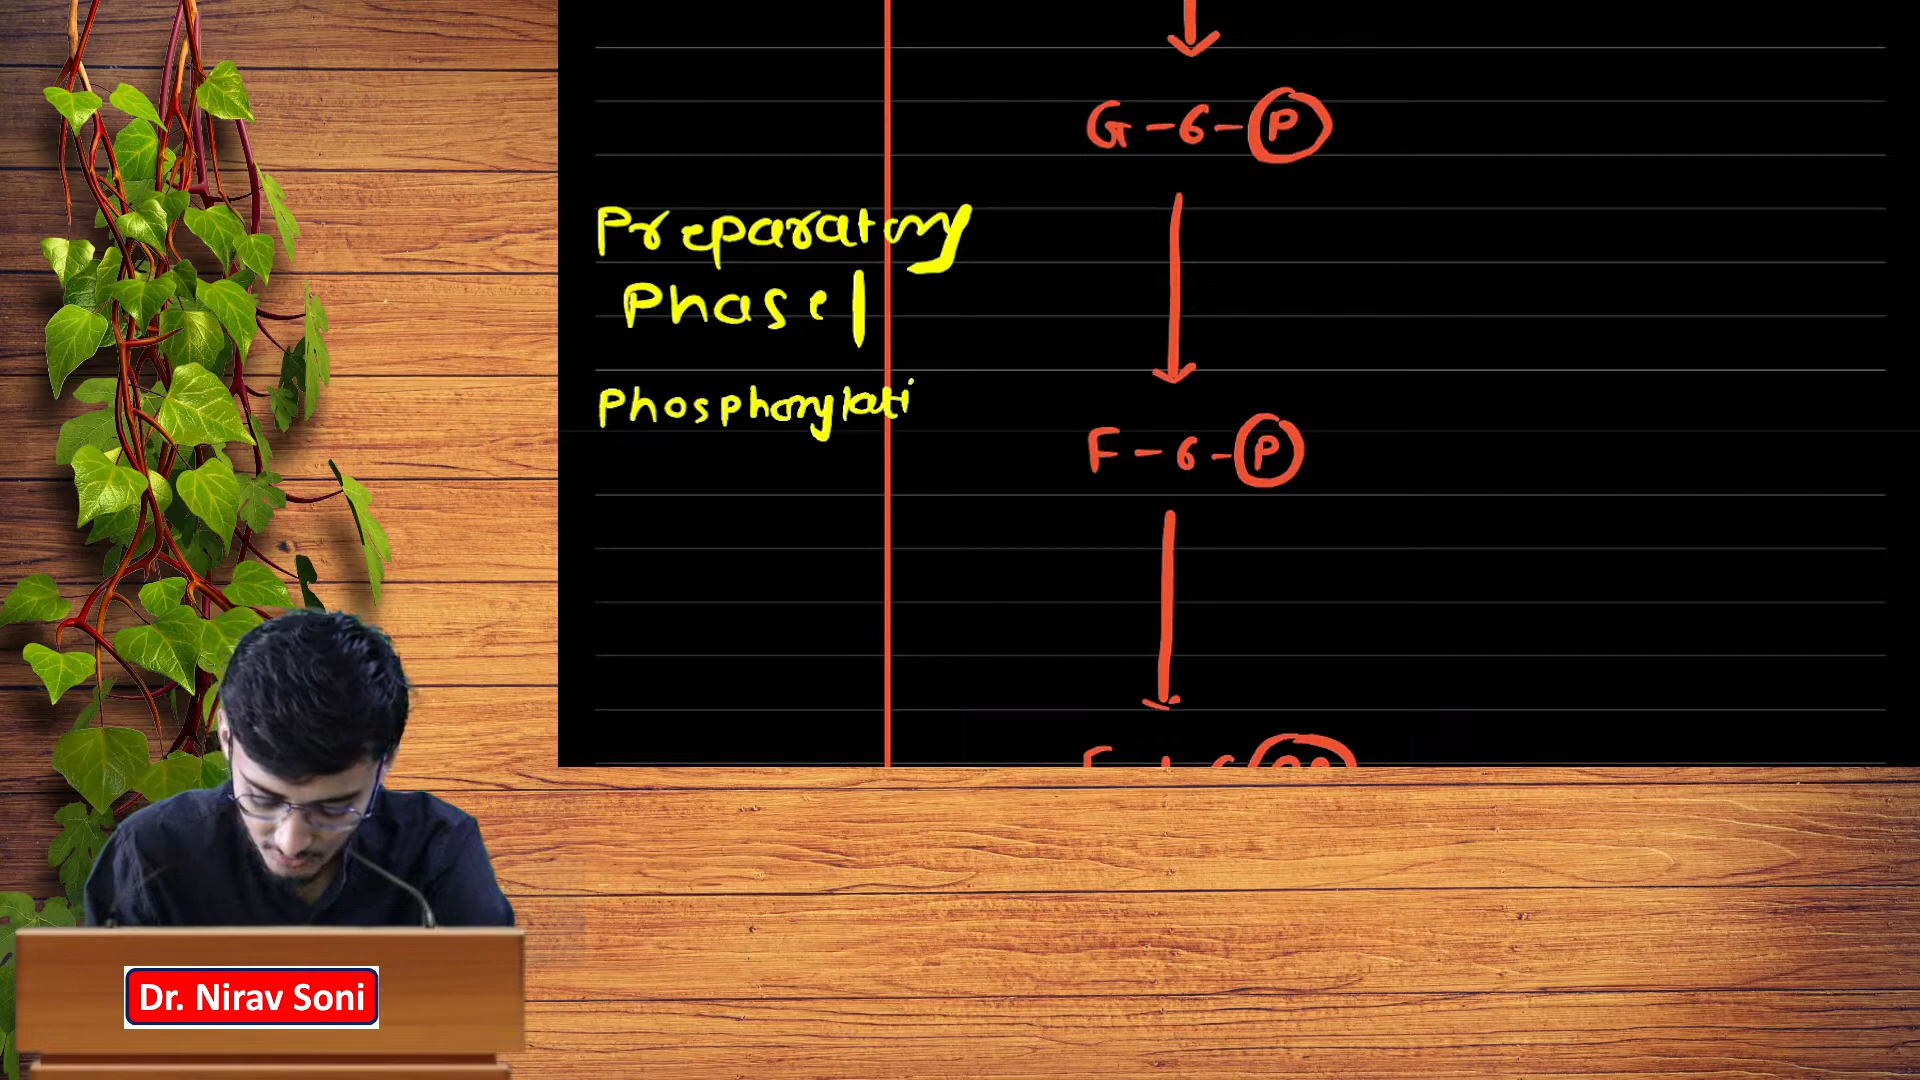 G-6-P
Preparatory
Phase |
Phosphorylati
F-6-P
Dr. Nirav Soni